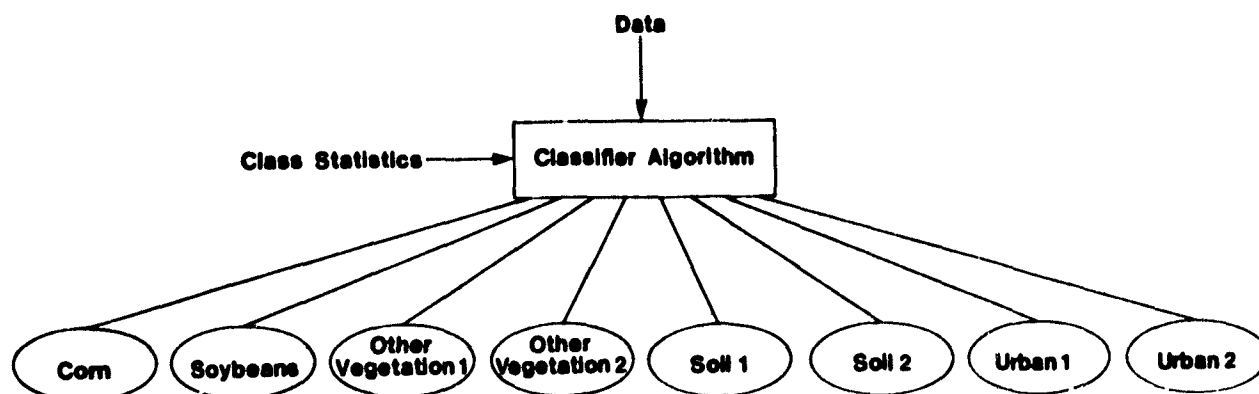 Data
Class Statistics
Classifier Algorithm
Corn
Soybeans
Other
Vegetation 1
Other
Vegetation 2
Soil 1
Soil 2
Urban 1
Urban 2